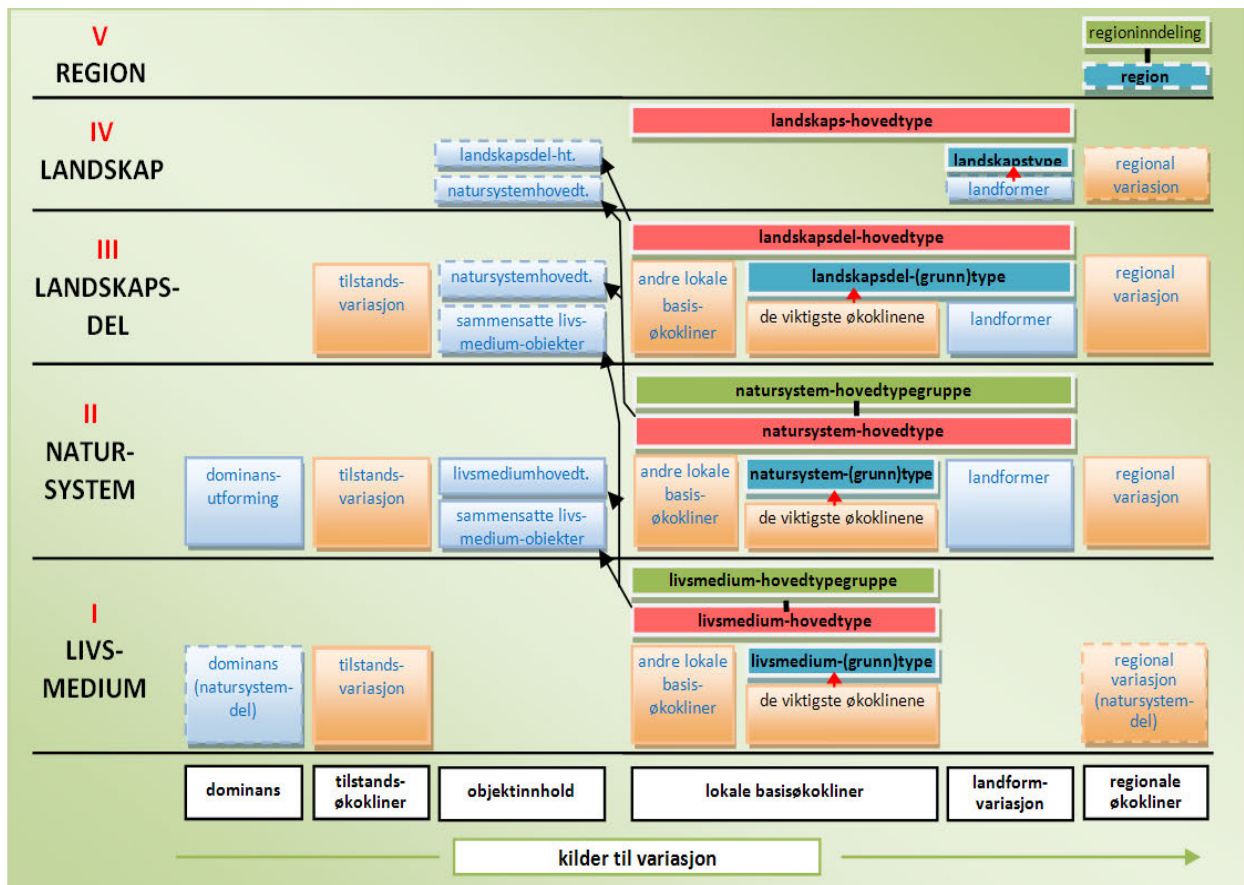 V
REGION
regioninndeling
region
IV
LANDSKAP
landskaps-hovedtype
landskapsdel-ht.
natursystemhovedt.
landskapstype
landformer
regional
variasjon
III
LANDSKAPS-
DEL
landskapsdel-hovedtype
tilstands-
variasjon
natursystemhovedt.
sammensatte livs-
medium-obiekter
andre lokale
basis-
økokliner
landskapsdel-(grunn)type
de viktigste økoklinene
landformer
regional
variasjon
II
NATUR-
SYSTEM
natursystem-hovedtypegruppe
natursystem-hovedtype
dominans-
utforming
tilstands-
variasjon
livsmediumhovedt.
sammensatte livs-
medium-obiekter
andre lokale
basis-
økokliner
natursystem-(grunn)type
de viktigste økoklinene
landformer
regional
variasjon
I
LIVS-
MEDIUM
livsmedium-hovedtypegruppe
livsmedium-hovedtype
dominans
(natursystem-
del)
tilstands-
variasjon
andre lokale
basis-
økokliner
livsmedium-(grunn)type
de viktigste økoklinene
regional
variasjon
(natursystem-
del)
dominans
tilstands-
økokliner
objektinnhold
lokale basisøkokliner
landform-
variasjon
regionale
økokliner
kilder til variasjon